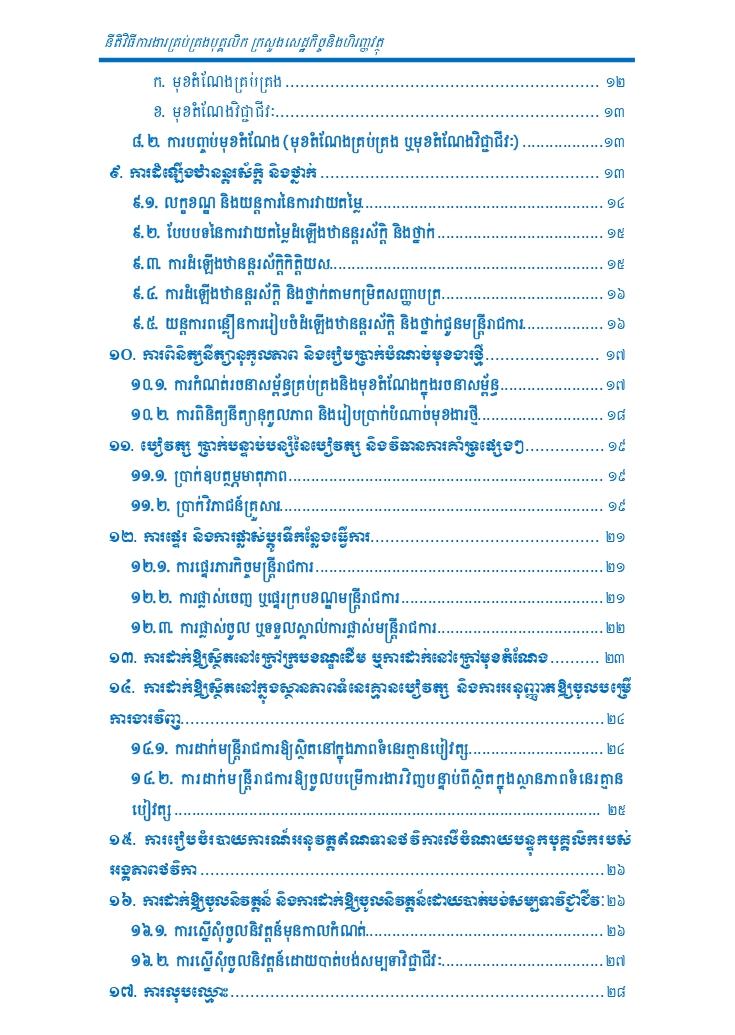 នីតិវិធីការងារគ្រប់គ្រងបុគ្គលិក ក្រសួងសេដ្ឋកិច្ចនិងហិរញ្ញវត្ថុ
ក. មុខតំណែងគ្រប់គ្រង ................................................................ ១២
ខ. មុខតំណែងវិជ្ជាជីវៈ.................................................................. ១៣
៨.២. ការបញ្ចប់មុខតំណែង (មុខតំណែងគ្រប់គ្រង ឬមុខតំណែងវិជ្ជាជីវៈ) .................១៣
៩. ការដំឡើងឋានន្តរស័ក្តិ និងថ្នាក់ ......................................................... ១៣
៩.១. លក្ខខណ្ឌ និងយន្តការនៃការវាយតម្លៃ................................................. ១៤
៩.២. បែបបទនៃការវាយតម្លៃដំឡើងឋានន្តរស័ក្តិ និងថ្នាក់ .................................. ១៥
៩.៣. ការដំឡើងឋានន្តរស័ក្តិកិត្តិយស........................................................ ១៥
៩.៤. ការដំឡើងឋានន្តរស័ក្តិ និងថ្នាក់តាមកម្រិតសញ្ញាបត្រ................................. ១៦
៩.៥. យន្តការពន្លឿនការរៀបចំដំឡើងឋានន្តរស័ក្តិ និងថ្នាក់ជូនមន្ត្រីរាជការ................ ១៦
១០. ការពិនិត្យនីត្យានុកូលភាព និងរៀបប្រាក់បំណាច់មុខងារថ្មី....................... ១៧
១០.១. ការកំណត់រចនាសម្ព័ន្ធគ្រប់គ្រងនិងមុខតំណែងក្នុងរចនាសម្ព័ន្ធ.....................១៧
១០.២. ការពិនិត្យនីត្យានុកូលភាព និងរៀបប្រាក់បំណាច់មុខងារថ្មី......................... ១៨
១១. បៀវត្ស ប្រាក់បន្ទាប់បន្សំនៃបៀវត្ស និងវិធានការគាំទ្រផ្សេងៗ................ ១៩
១១.១. ប្រាក់ឧបត្ថម្ភមាតុភាព................................................................ ១៩
១១.២. ប្រាក់វិភាជន៍គ្រួសារ................................................................. ១៩
១២. ការផ្ទេរ និងការផ្លាស់ប្តូរទីកន្លែងធ្វើការ............................................... ២១
១២.១. ការផ្ទេរភារកិច្ចមន្ត្រីរាជការ..........................................................២១
១២.២. ការផ្លាស់ចេញ ឬផ្ទេរក្របខណ្ឌមន្ត្រីរាជការ.........................................២១
១២.៣. ការផ្លាស់ចូល ឬទទួលស្គាល់ការផ្លាស់មន្ត្រីរាជការ................................. ២២
១៣. ការដាក់ឱ្យស្ថិតនៅក្រៅក្របខណ្ឌដើម ឬការដាក់នៅក្រៅមុខតំណែង.......... ២៣
១៤. ការដាក់ឱ្យស្ថិតនៅក្នុងស្ថានភាពទំនេរគ្មានបៀវត្ស និងការអនុញ្ញាតឱ្យចូលបម្រើ
ការងារវិញ.....................................................................................២៤
១៤.១. ការដាក់មន្ត្រីរាជការឱ្យស្ថិតនៅក្នុងភាពទំនេរគ្មានបៀវត្ស........................... ២៤
១៤.២. ការដាក់មន្ត្រីរាជការឱ្យចូលបម្រើការងារវិញបន្ទាប់ពីស្ថិតក្នុងស្ថានភាពទំនេរគ្មាន
បៀវត្ស ..................................................................................... ២៥
១៥. ការរៀបចំរបាយការណ៍អនុវត្តឥណទានថវិកាលើចំណាយបន្ទុកបុគ្គលិករបស់
អង្គភាពថវិកា .................................................................................២៦
១៦. ការដាក់ឱ្យចូលនិវត្តន៍ និងការដាក់ឱ្យចូលនិវត្តន៍ដោយបាត់បង់សម្បទាវិជ្ជាជីវៈ.២៦
១៦.១. ការស្នើសុំចូលនិវត្តន៍មុនកាលកំណត់................................................ ២៦
១៦.២. ការស្នើសុំចូលនិវត្តន៍ដោយបាត់បង់សម្បទាវិជ្ជាជីវៈ.................................២៧
១៧. ការលុបឈ្មោះ...........................................................................២៨